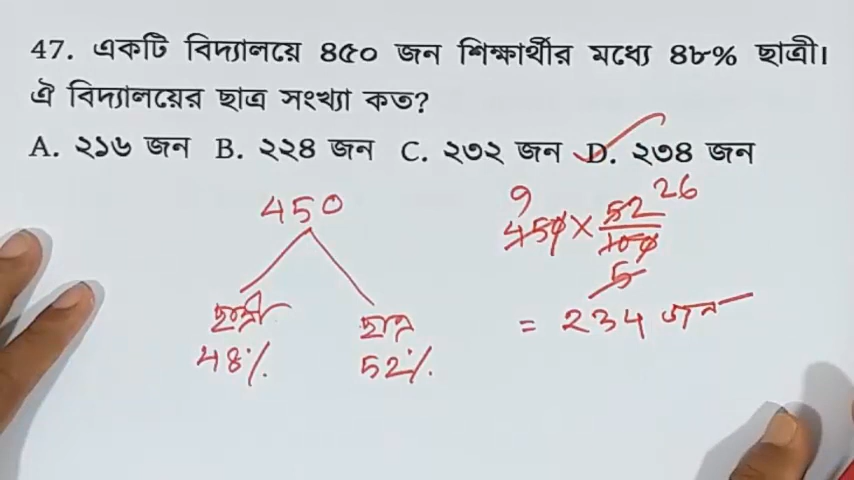 47. একটি বিদ্যালয়ে ৪৫০ জন শিক্ষার্থীর মধ্যে ৪৮% ছাত্রী।
ঐ বিদ্যালয়ের ছাত্র সংখ্যা কত?
A. ২১৬ জন B. ২২৪ জন C. ২৩২ জন D. ২৩৪ জন
450
ছাত্রী ছাত্র
48% 52%
9 26
450 × 52/100
5
= 234 জন